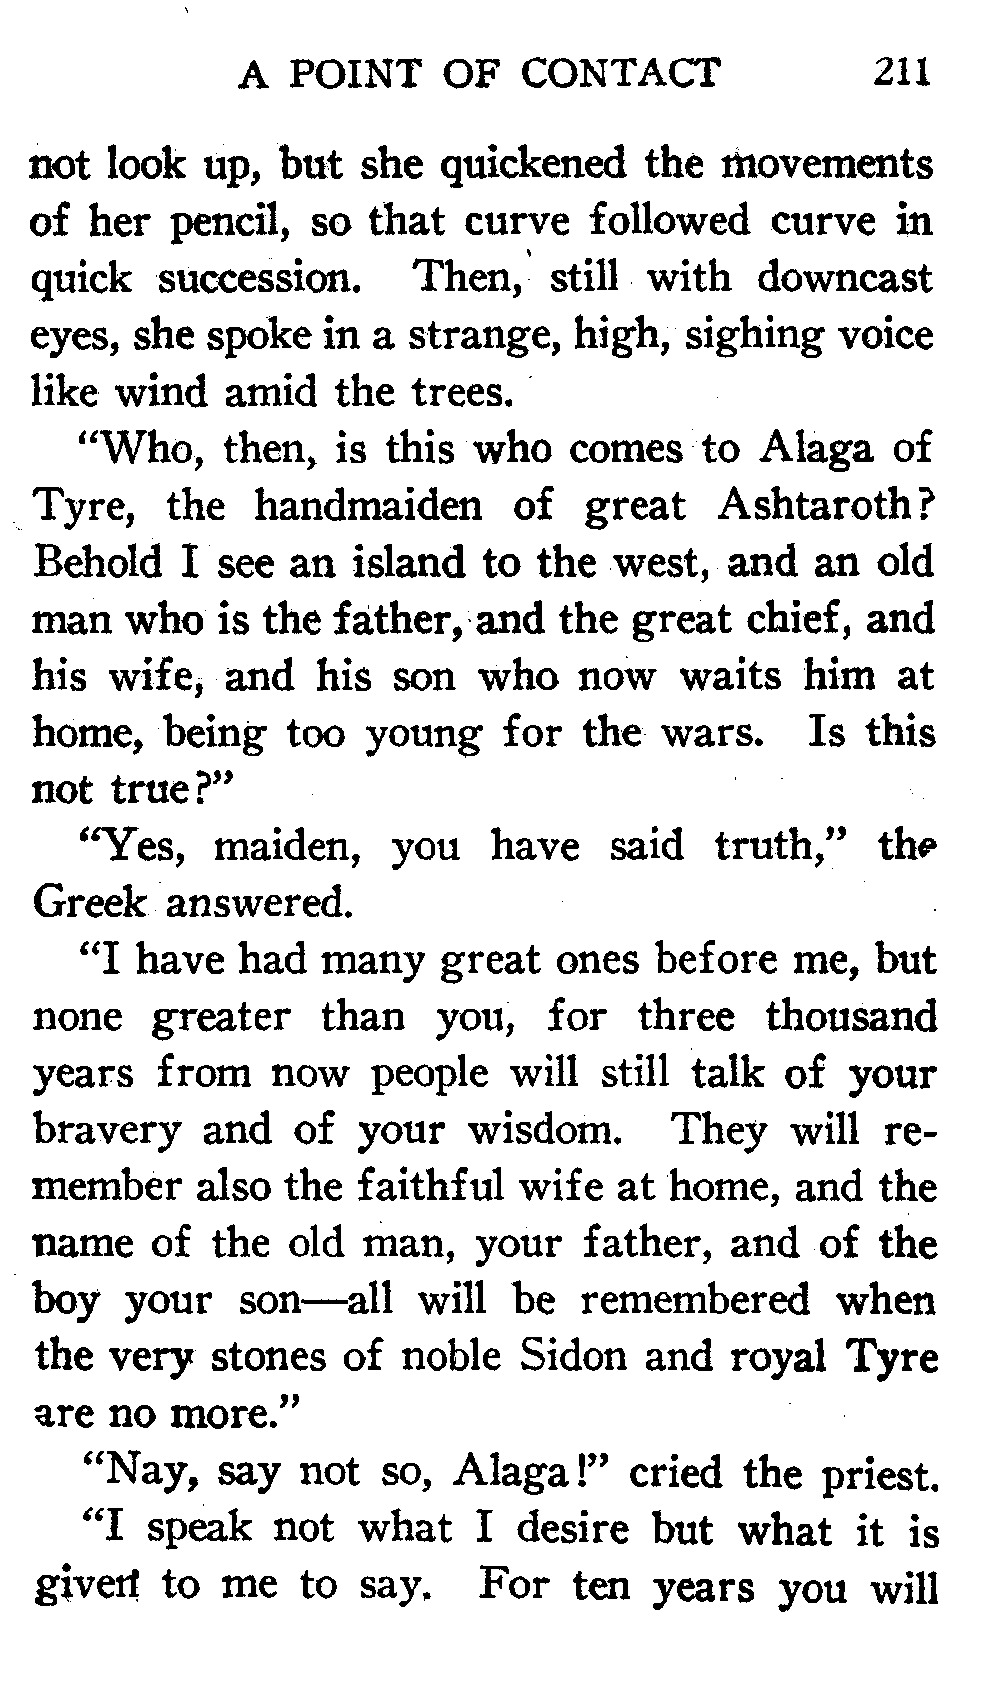 A POINT OF CONTACT 211
not look up, but she quickened the movements
of her pencil, so that curve followed curve in
quick succession. Then, still with downcast
eyes, she spoke in a strange, high, sighing voice
like wind amid the trees.
“Who, then, is this who comes to Alaga of
Tyre, the handmaiden of great Ashtaroth?
Behold I see an island to the west, and an old
man who is the father, and the great chief, and
his wife, and his son who now waits him at
home, being too young for the wars. Is this
not true?”
“Yes, maiden, you have said truth,” the
Greek answered.
“I have had many great ones before me, but
none greater than you, for three thousand
years from now people will still talk of your
bravery and of your wisdom. They will re-
member also the faithful wife at home, and the
name of the old man, your father, and of the
boy your son—all will be remembered when
the very stones of noble Sidon and royal Tyre
are no more.”
“Nay, say not so, Alaga!” cried the priest.
“I speak not what I desire but what it is
given to me to say. For ten years you will